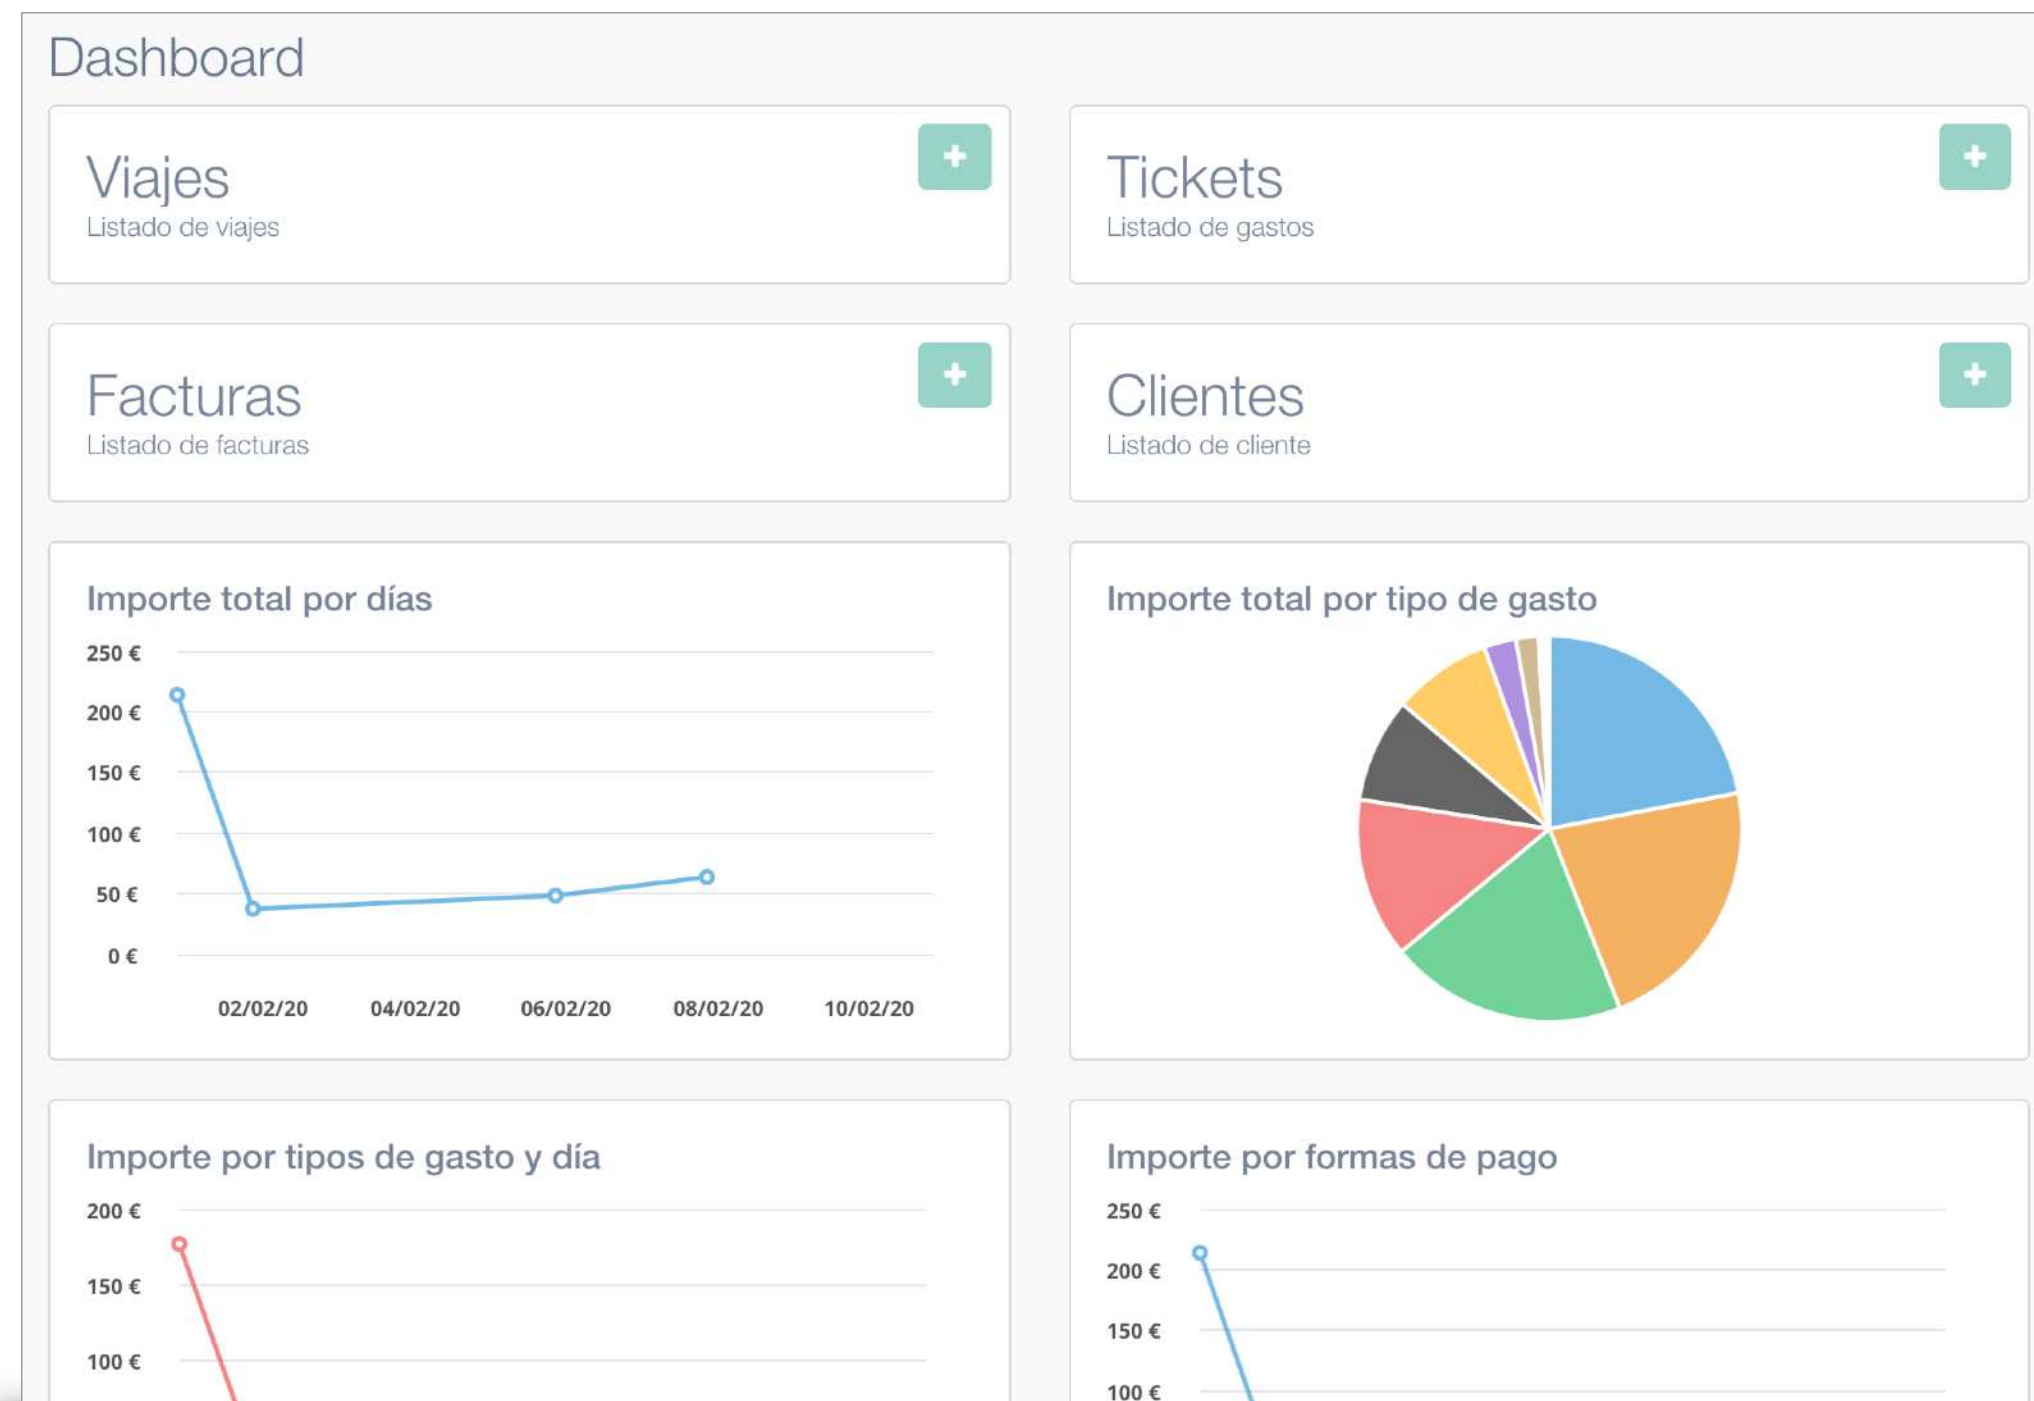 Dashboard
Viajes
Listado de viajes
Tickets
Listado de gastos
Facturas
Listado de facturas
Clientes
Listado de cliente
Importe total por días
250 €
200 €
150 €
100 €
50 €
0 €
02/02/20 04/02/20 06/02/20 08/02/20 10/02/20
Importe total por tipo de gasto
Importe por tipos de gasto y día
200 €
150 €
100 €
Importe por formas de pago
250 €
200 €
150 €
100 €